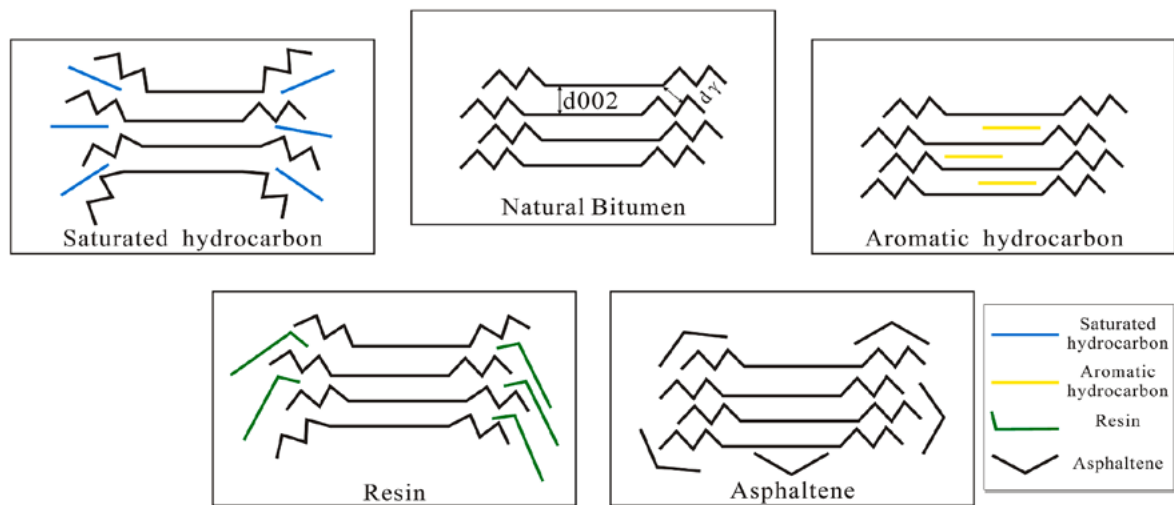 d002
dγ
Saturated hydrocarbon
Natural Bitumen
Aromatic hydrocarbon
Resin
Asphaltene
Saturated
hydrocarbon
Aromatic
hydrocarbon
Resin
Asphaltene